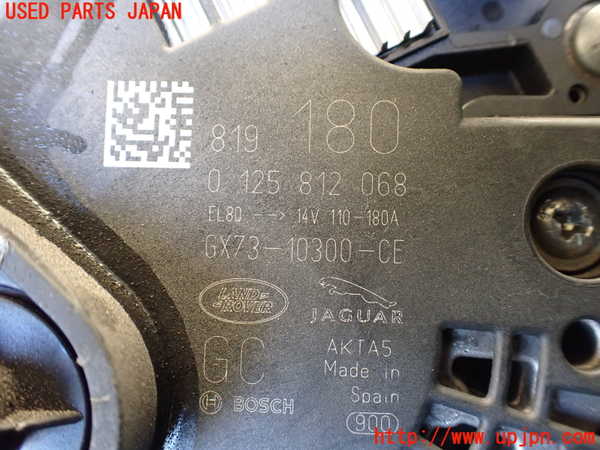 USED PARTS JAPAN
819 180
0 125 812 068
EL8D --> 14V 110-180A
GX73-10300-CE
LAND ROVER
JAGUAR
GC
AKTA5
Made in
Spain
BOSCH
900
http://www.upjpn.com/